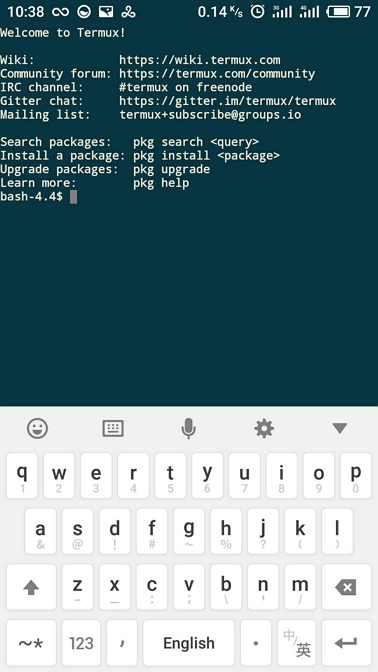 10:38 0.14 K/s 77
Welcome to Termux!
Wiki: https://wiki.termux.com
Community forum: https://termux.com/community
IRC channel: #termux on freenode
Gitter chat: https://gitter.im/termux/termux
Mailing list: termux+subscribe@groups.io
Search packages: pkg search <query>
Install a package: pkg install <package>
Upgrade packages: pkg upgrade
Learn more: pkg help
bash-4.4$
q w e r t y u i o p
1 2 3 4 5 6 7 8 9 0
a s d f g h j k l
& @ ! # ~ % ? ( )
z x c v b n m
- _ : ; \ ' /
~* 123 , English . 中/英